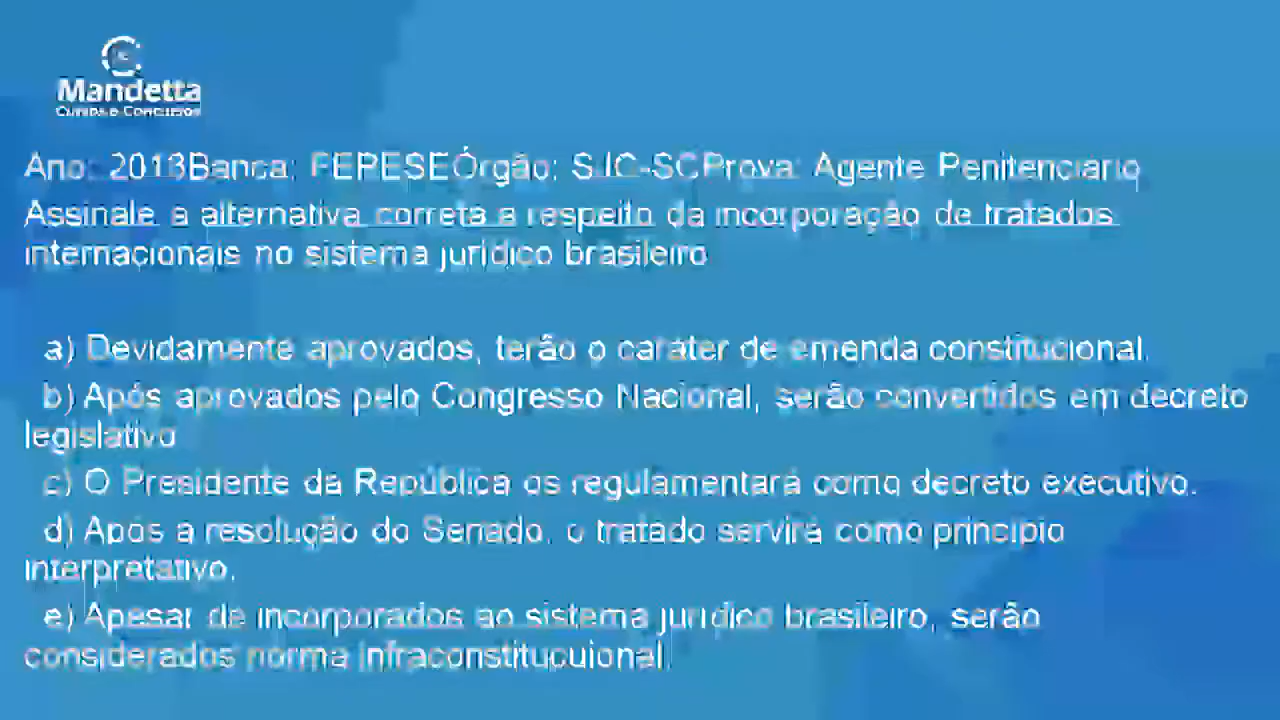 Mandetta
Cursos e Concursos
Ano: 2013Banca: FEPESEÓrgão: SJC-SCProva: Agente Penitenciário
Assinale a alternativa correta a respeito da incorporação de tratados
internacionais no sistema jurídico brasileiro
a) Devidamente aprovados, terão o caráter de emenda constitucional.
b) Após aprovados pelo Congresso Nacional, serão convertidos em decreto
legislativo
c) O Presidente da República os regulamentará como decreto executivo.
d) Após a resolução do Senado, o tratado servirá como princípio
interpretativo.
e) Apesar de incorporados ao sistema jurídico brasileiro, serão
considerados norma infraconstitucuional.